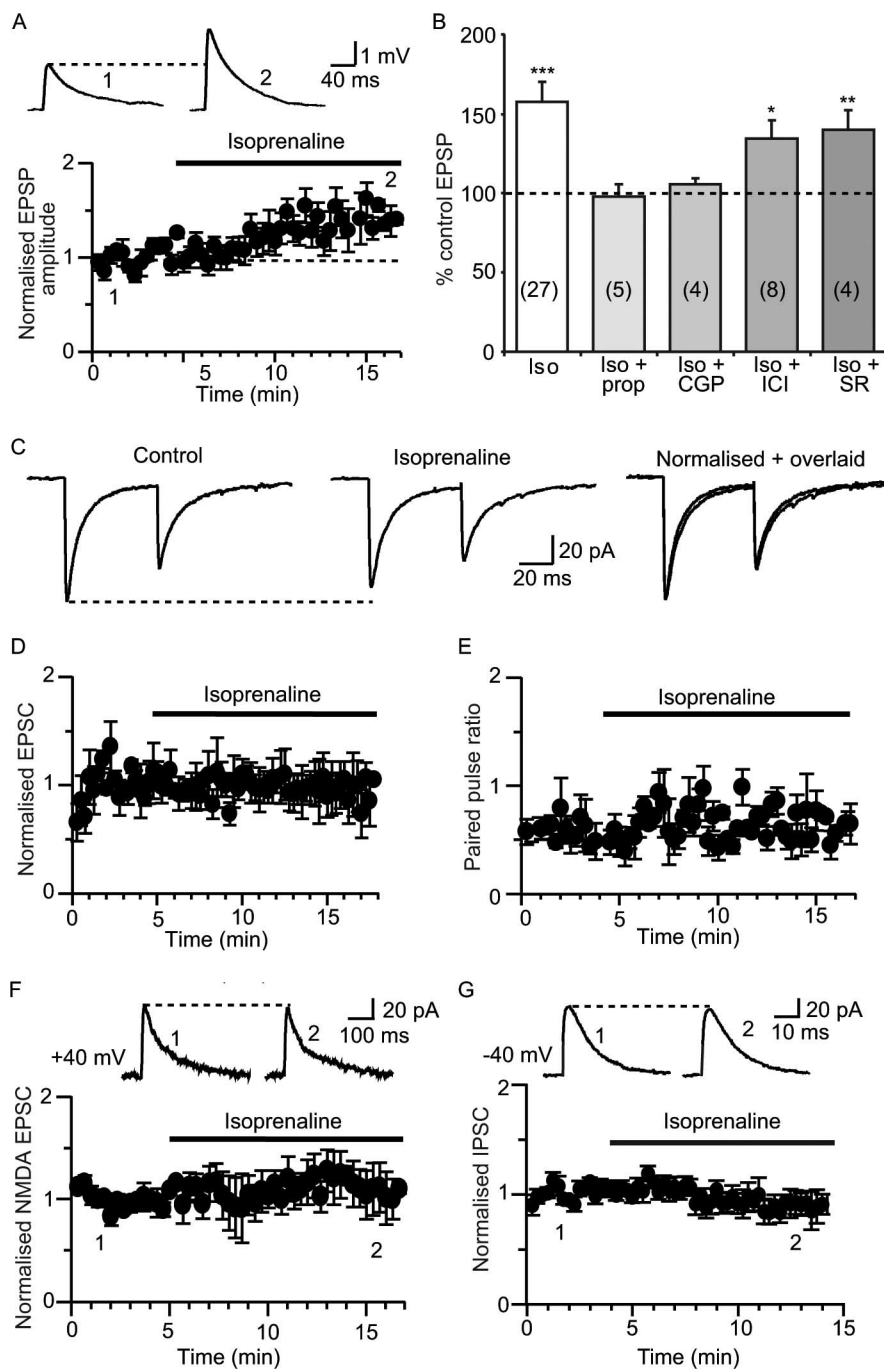 A
1
2
1 mV
40 ms
Isoprenaline
Normalised EPSP
amplitude
2
1
0
1
2
0 5 10 15
Time (min)
B
% control EPSP
200
150
100
50
0
***
*
**
(27) (5) (4) (8) (4)
Iso Iso + Iso + Iso + Iso +
prop CGP ICI SR
C
Control Isoprenaline Normalised + overlaid
20 pA
20 ms
D
Normalised EPSC
2
1
0
Isoprenaline
0 5 10 15
Time (min)
E
Paired pulse ratio
2
1
0
Isoprenaline
0 5 10 15
Time (min)
F
+40 mV
1
2
20 pA
100 ms
Isoprenaline
Normalised NMDA EPSC
2
1
0
1
2
0 5 10 15
Time (min)
G
-40 mV
1
2
20 pA
10 ms
Isoprenaline
Normalised IPSC
2
1
0
1
2
0 5 10 15
Time (min)